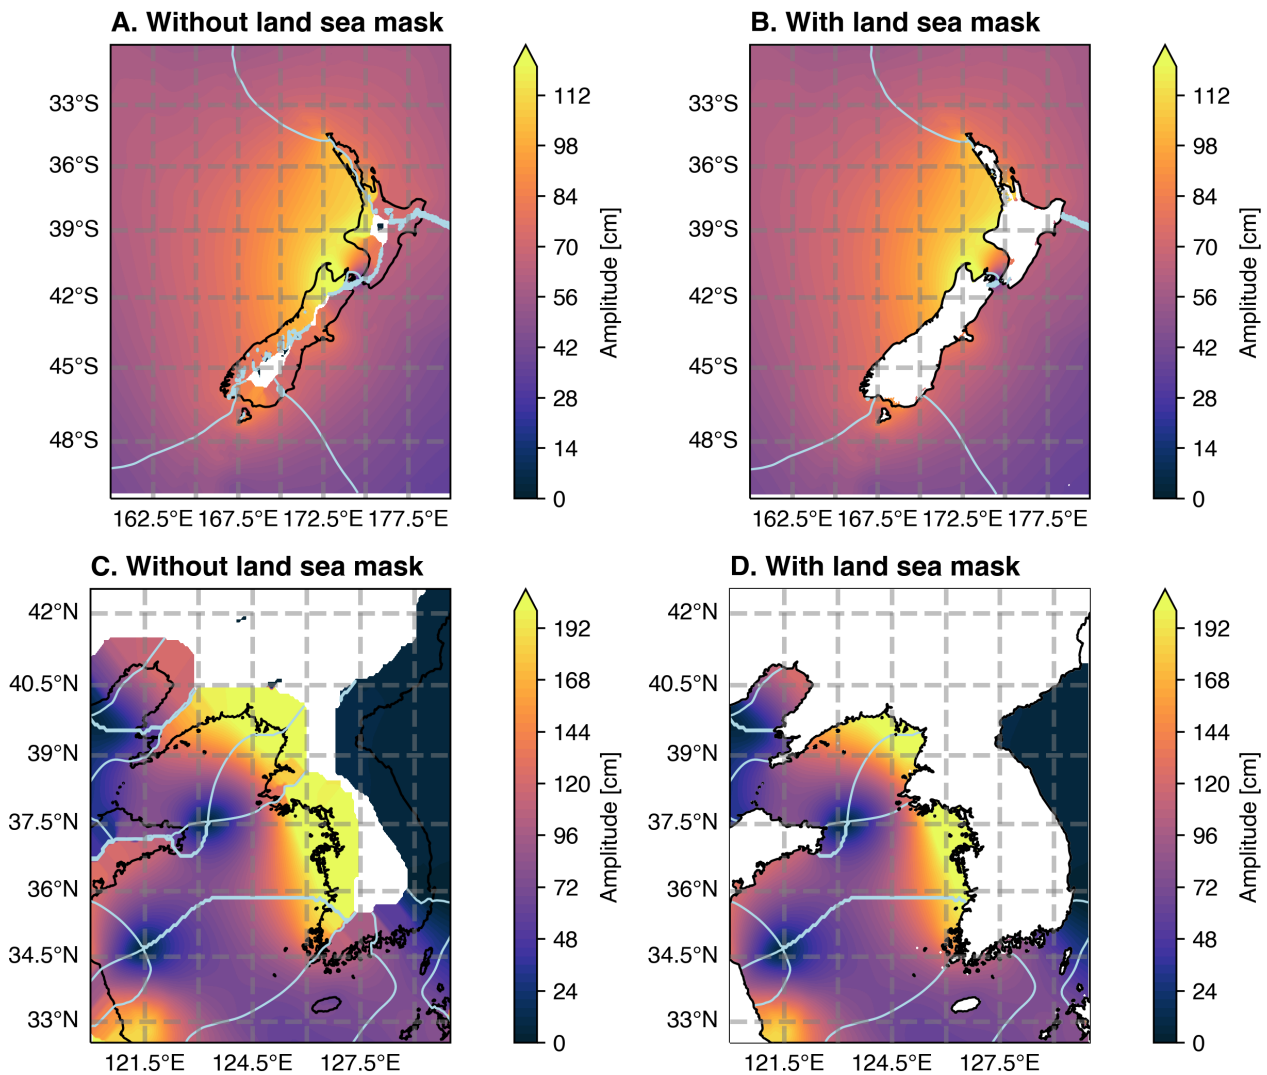 A. Without land sea mask
B. With land sea mask
33°S
36°S
39°S
42°S
45°S
48°S
162.5°E 167.5°E 172.5°E 177.5°E
112
98
84
70
56
42
28
14
0
Amplitude [cm]
33°S
36°S
39°S
42°S
45°S
48°S
162.5°E 167.5°E 172.5°E 177.5°E
112
98
84
70
56
42
28
14
0
Amplitude [cm]
C. Without land sea mask
D. With land sea mask
42°N
40.5°N
39°N
37.5°N
36°N
34.5°N
33°N
121.5°E 124.5°E 127.5°E
192
168
144
120
96
72
48
24
0
Amplitude [cm]
42°N
40.5°N
39°N
37.5°N
36°N
34.5°N
33°N
121.5°E 124.5°E 127.5°E
192
168
144
120
96
72
48
24
0
Amplitude [cm]